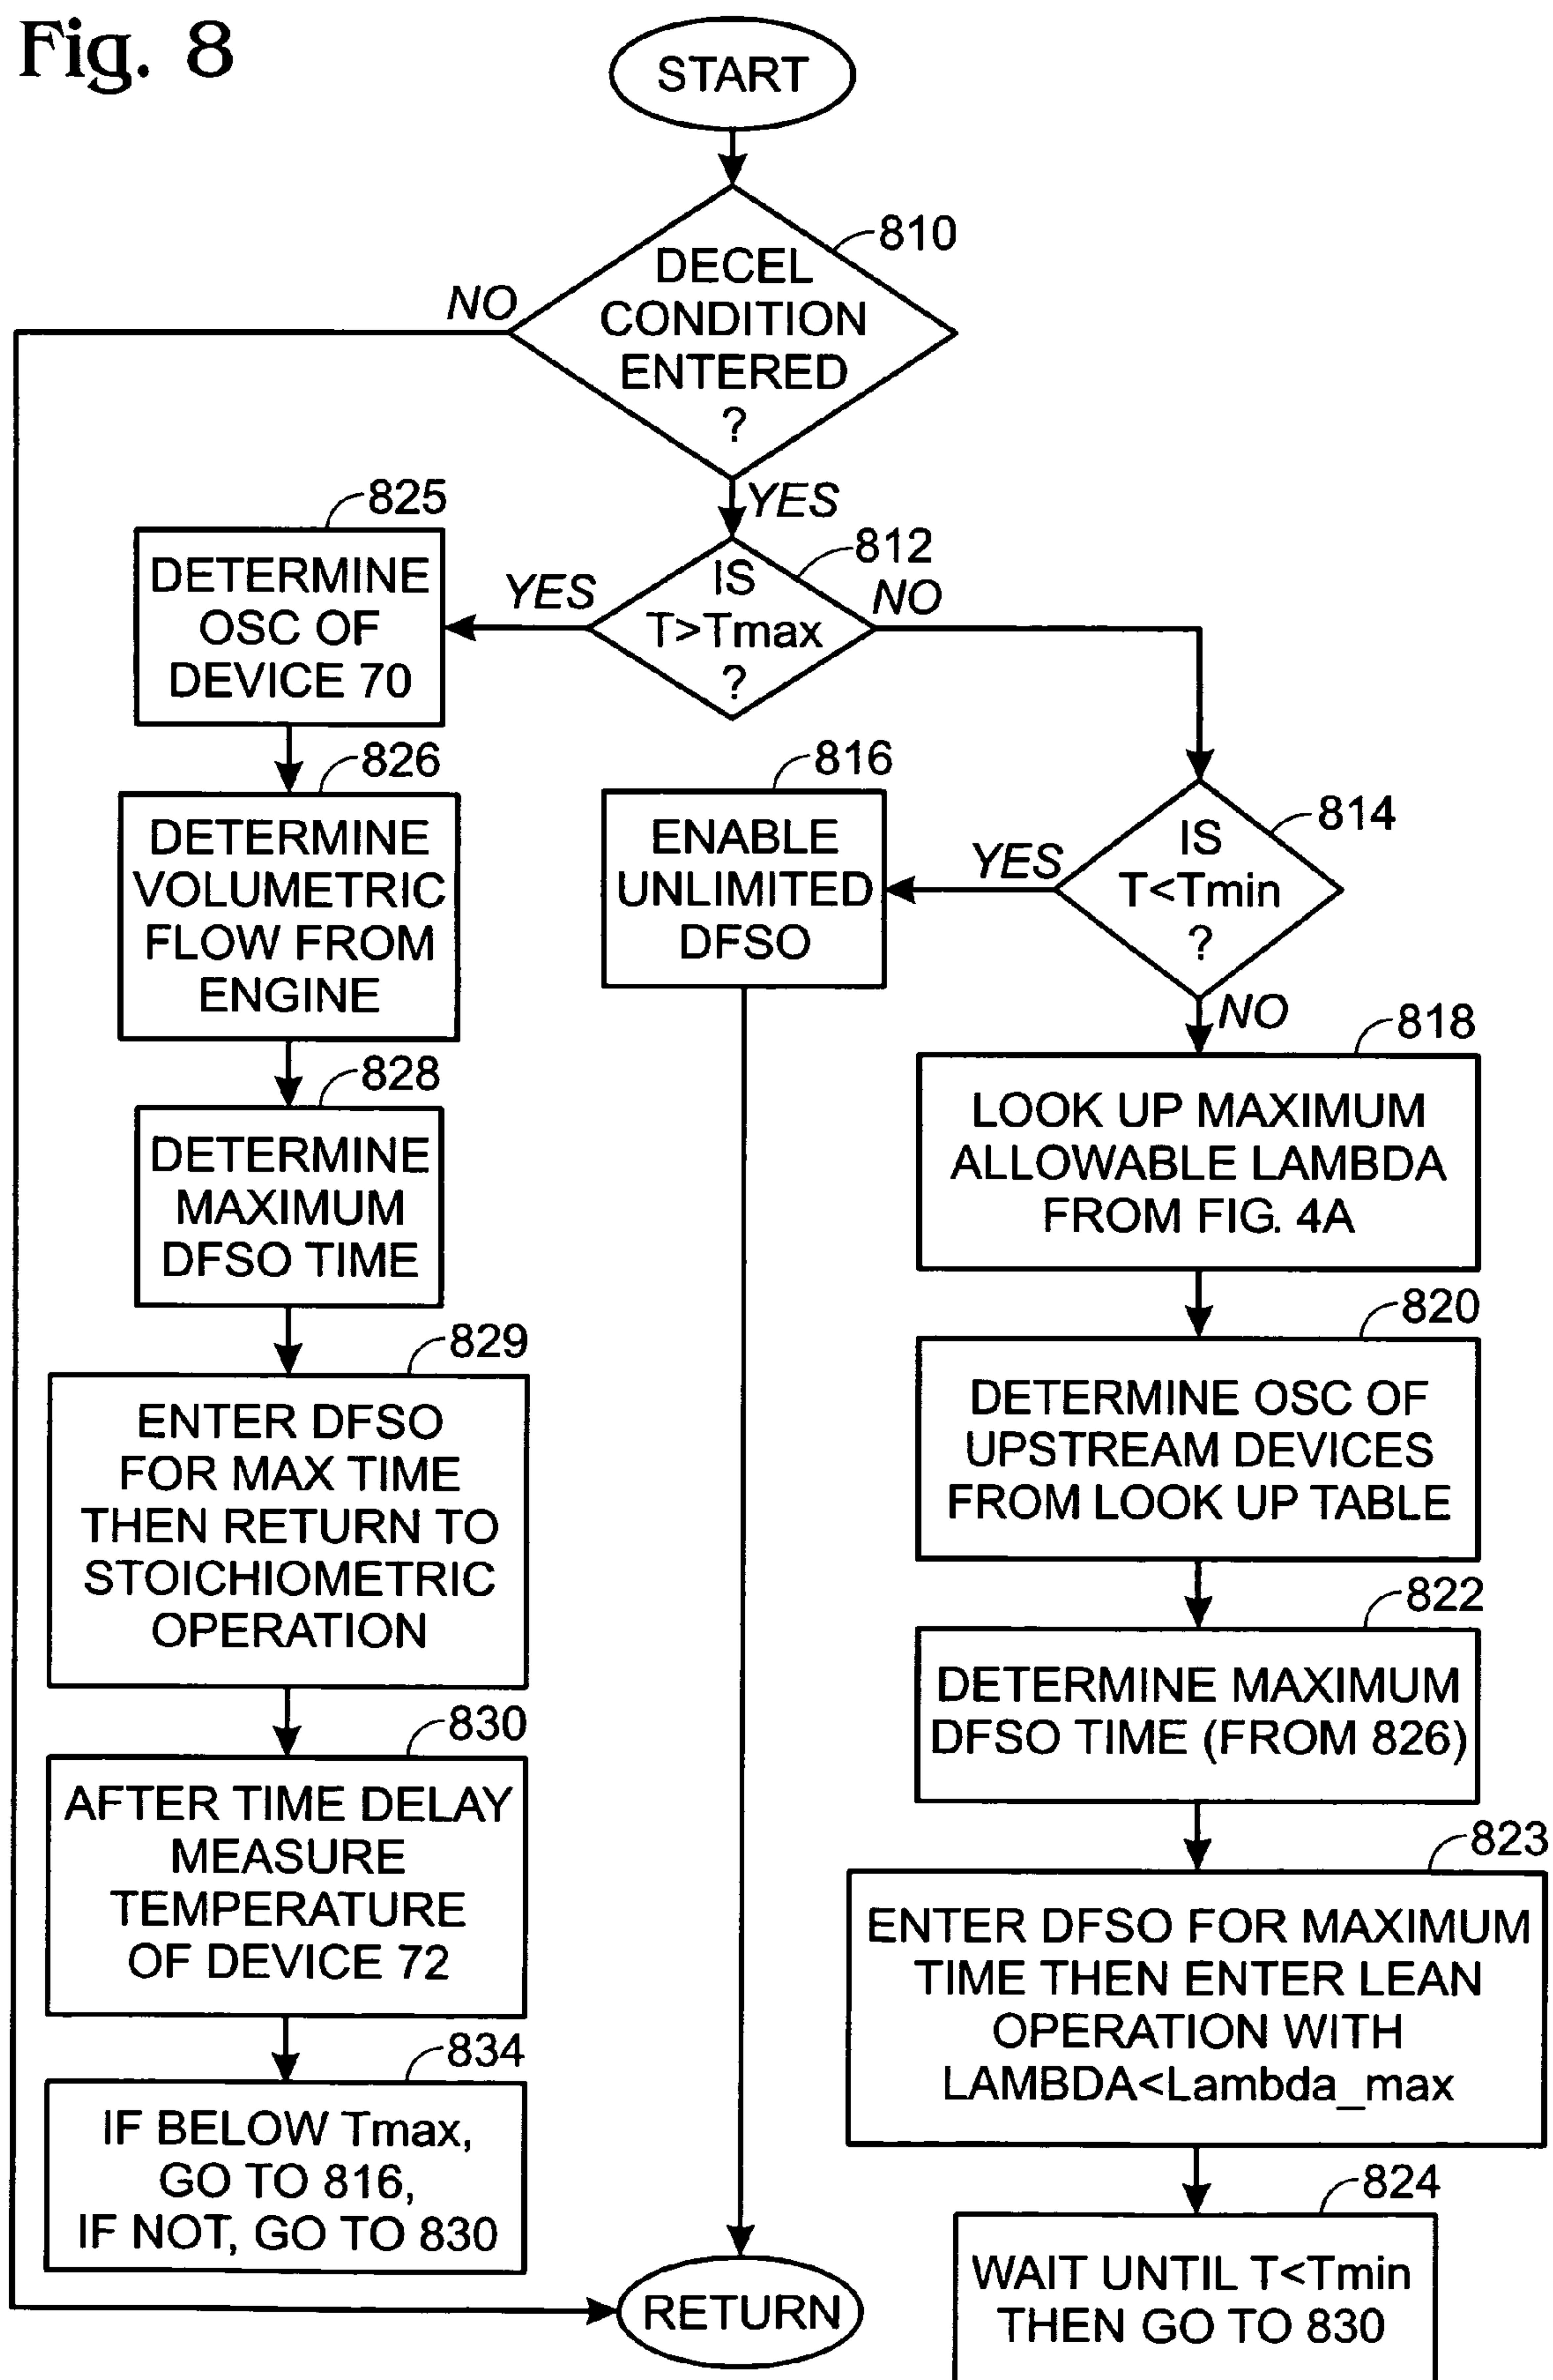 Fig. 8
START
810
DECEL
CONDITION
ENTERED
?
NO
YES
812
IS
T>Tmax
?
YES
NO
825
DETERMINE
OSC OF
DEVICE 70
826
DETERMINE
VOLUMETRIC
FLOW FROM
ENGINE
828
DETERMINE
MAXIMUM
DFSO TIME
829
ENTER DFSO
FOR MAX TIME
THEN RETURN TO
STOICHIOMETRIC
OPERATION
830
AFTER TIME DELAY
MEASURE
TEMPERATURE
OF DEVICE 72
834
IF BELOW Tmax,
GO TO 816,
IF NOT, GO TO 830
814
IS
T<Tmin
?
YES
NO
816
ENABLE
UNLIMITED
DFSO
818
LOOK UP MAXIMUM
ALLOWABLE LAMBDA
FROM FIG. 4A
820
DETERMINE OSC OF
UPSTREAM DEVICES
FROM LOOK UP TABLE
822
DETERMINE MAXIMUM
DFSO TIME (FROM 826)
823
ENTER DFSO FOR MAXIMUM
TIME THEN ENTER LEAN
OPERATION WITH
LAMBDA<Lambda_max
824
WAIT UNTIL T<Tmin
THEN GO TO 830
RETURN